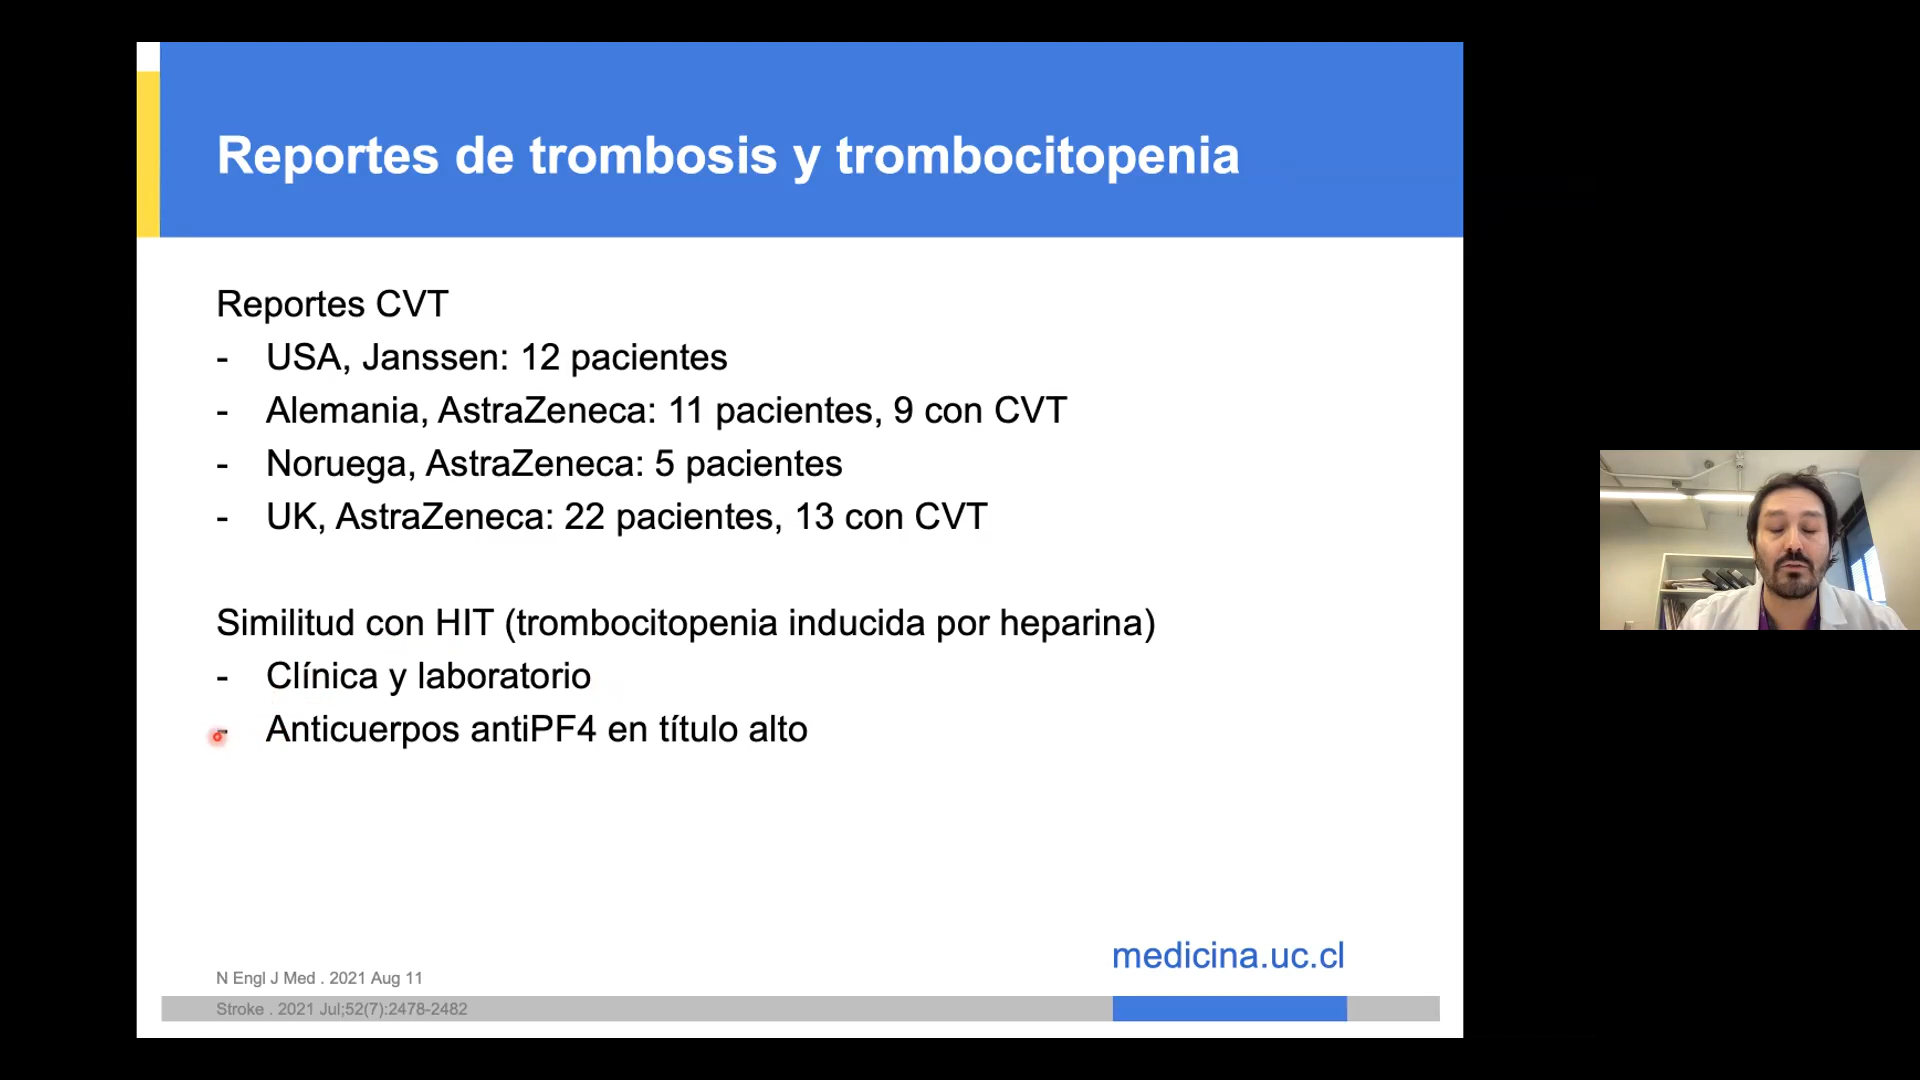 Reportes de trombosis y trombocitopenia
Reportes CVT
- USA, Janssen: 12 pacientes
- Alemania, AstraZeneca: 11 pacientes, 9 con CVT
- Noruega, AstraZeneca: 5 pacientes
- UK, AstraZeneca: 22 pacientes, 13 con CVT
Similitud con HIT (trombocitopenia inducida por heparina)
- Clínica y laboratorio
- Anticuerpos antiPF4 en título alto
medicina.uc.cl
N Engl J Med . 2021 Aug 11
Stroke . 2021 Jul;52(7):2478-2482